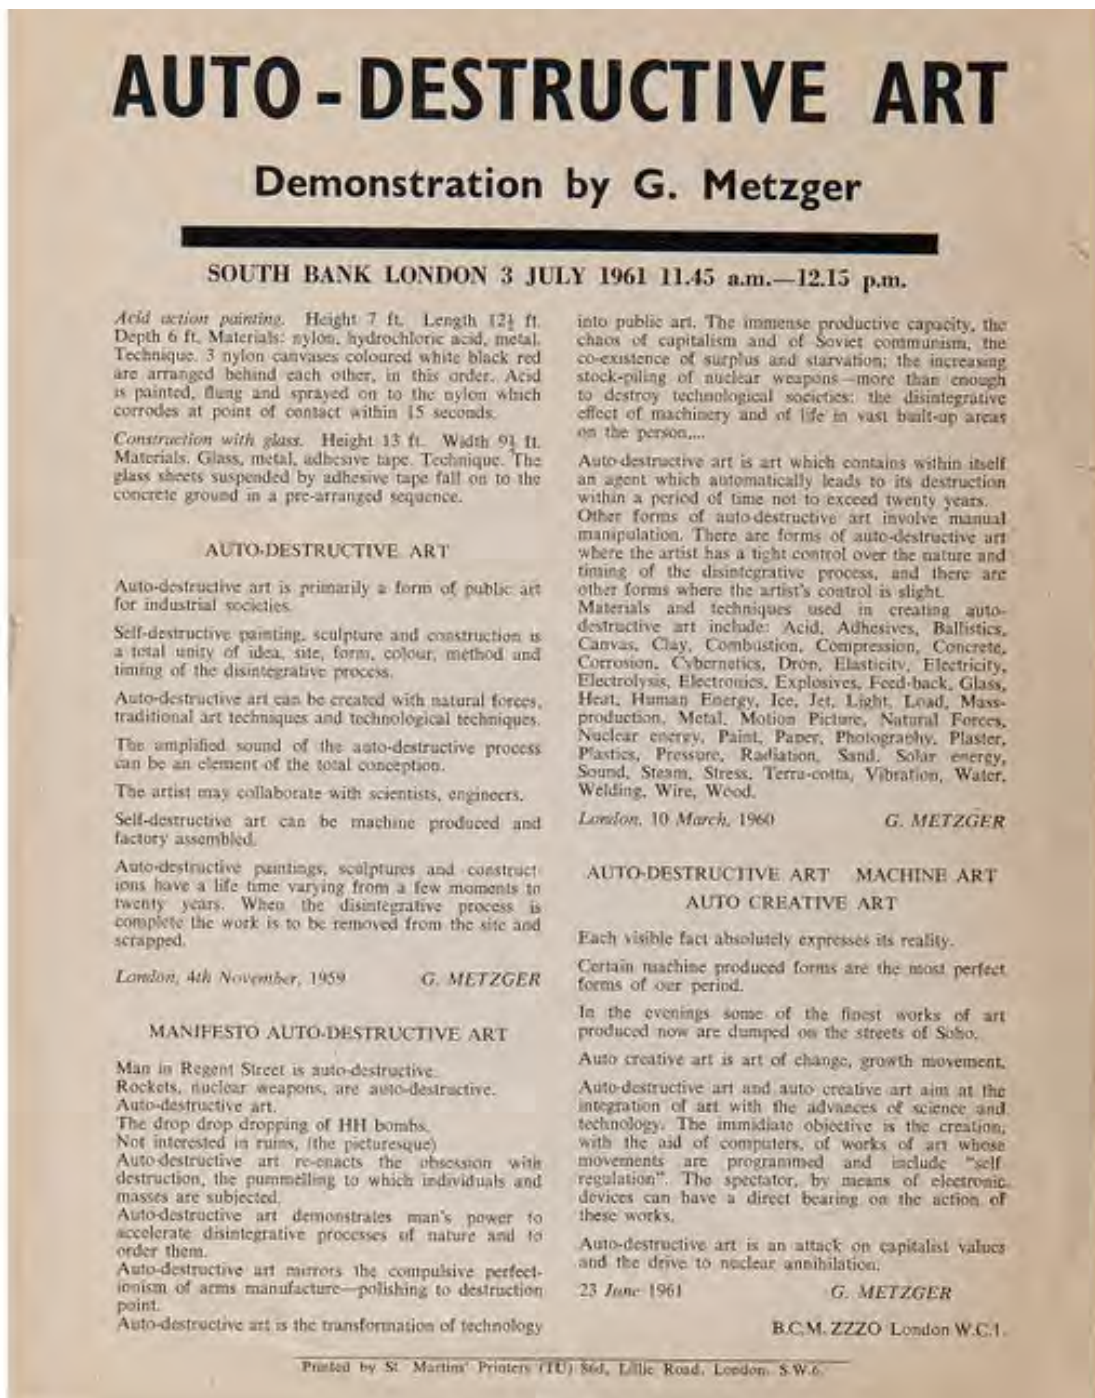 AUTO-DESTRUCTIVE ART
Demonstration by G. Metzger
SOUTH BANK LONDON 3 JULY 1961 11.45 a.m.—12.15 p.m.
Acid action painting. Height 7 ft. Length 12½ ft.
Depth 6 ft. Materials: nylon, hydrochloric acid, metal.
Technique. 3 nylon canvases coloured white black red
are arranged behind each other, in this order. Acid
is painted, flung and sprayed on to the nylon which
corrodes at point of contact within 15 seconds.
Construction with glass. Height 13 ft. Width 9½ ft.
Materials. Glass, metal, adhesive tape. Technique. The
glass sheets suspended by adhesive tape fall on to the
concrete ground in a pre-arranged sequence.
AUTO-DESTRUCTIVE ART
Auto-destructive art is primarily a form of public art
for industrial societies.
Self-destructive painting, sculpture and construction is
a total unity of idea, site, form, colour, method and
timing of the disintegrative process.
Auto-destructive art can be created with natural forces,
traditional art techniques and technological techniques.
The amplified sound of the auto-destructive process
can be an element of the total conception.
The artist may collaborate with scientists, engineers.
Self-destructive art can be machine produced and
factory assembled.
Auto-destructive paintings, sculptures and construct-
ions have a life time varying from a few moments to
twenty years. When the disintegrative process is
complete the work is to be removed from the site and
scrapped.
London, 4th November, 1959 G. METZGER
MANIFESTO AUTO-DESTRUCTIVE ART
Man in Regent Street is auto-destructive.
Rockets, nuclear weapons, are auto-destructive.
Auto-destructive art.
The drop drop dropping of HH bombs.
Not interested in ruins, (the picturesque)
Auto-destructive art re-enacts the obsession with
destruction, the pummelling to which individuals and
masses are subjected.
Auto-destructive art demonstrates man's power to
accelerate disintegrative processes of nature and to
order them.
Auto-destructive art mirrors the compulsive perfect-
ionism of arms manufacture—polishing to destruction
point.
Auto-destructive art is the transformation of technology
into public art. The immense productive capacity, the
chaos of capitalism and of Soviet communism, the
co-existence of surplus and starvation; the increasing
stock-piling of nuclear weapons—more than enough
to destroy technological societies; the disintegrative
effect of machinery and of life in vast built-up areas
on the person,...
Auto-destructive art is art which contains within itself
an agent which automatically leads to its destruction
within a period of time not to exceed twenty years.
Other forms of auto-destructive art involve manual
manipulation. There are forms of auto-destructive art
where the artist has a tight control over the nature and
timing of the disintegrative process, and there are
other forms where the artist's control is slight.
Materials and techniques used in creating auto-
destructive art include: Acid, Adhesives, Ballistics,
Canvas, Clay, Combustion, Compression, Concrete,
Corrosion, Cybernetics, Drop, Elasticity, Electricity,
Electrolysis, Electronics, Explosives, Feed-back, Glass,
Heat, Human Energy, Ice, Jet, Light, Load, Mass-
production, Metal, Motion Picture, Natural Forces,
Nuclear energy, Paint, Paper, Photography, Plaster,
Plastics, Pressure, Radiation, Sand, Solar energy,
Sound, Steam, Stress, Terra-cotta, Vibration, Water,
Welding, Wire, Wood.
London, 10 March, 1960 G. METZGER
AUTO-DESTRUCTIVE ART MACHINE ART
AUTO CREATIVE ART
Each visible fact absolutely expresses its reality.
Certain machine produced forms are the most perfect
forms of our period.
In the evenings some of the finest works of art
produced now are dumped on the streets of Soho.
Auto creative art is art of change, growth movement.
Auto-destructive art and auto creative art aim at the
integration of art with the advances of science and
technology. The immidiate objective is the creation,
with the aid of computers, of works of art whose
movements are programmed and include "self
regulation". The spectator, by means of electronic
devices can have a direct bearing on the action of
these works.
Auto-destructive art is an attack on capitalist values
and the drive to nuclear annihilation.
23 June 1961 G. METZGER
B.C.M. ZZZO London W.C.1.
Printed by St. Martins' Printers (TU) 86d, Lillie Road, London. S.W.6.